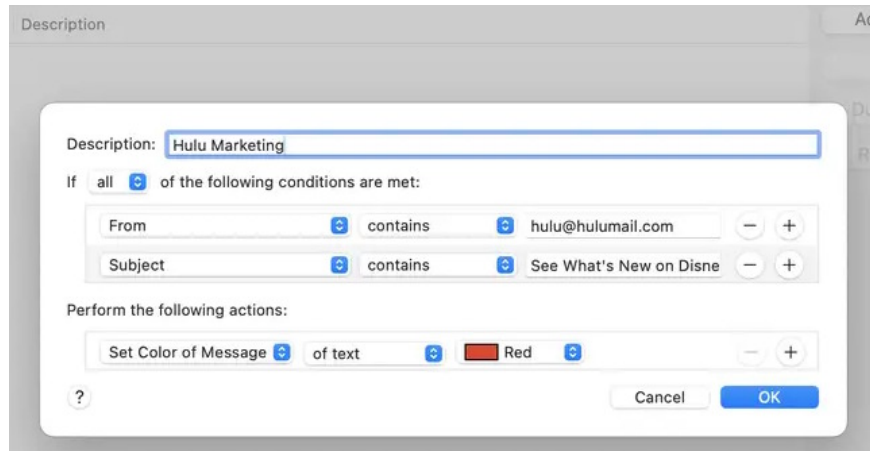 Description
Description: Hulu Marketing
If all of the following conditions are met:
From contains hulu@hulumail.com − +
Subject contains See What's New on Disne − +
Perform the following actions:
Set Color of Message of text Red − +
? Cancel OK